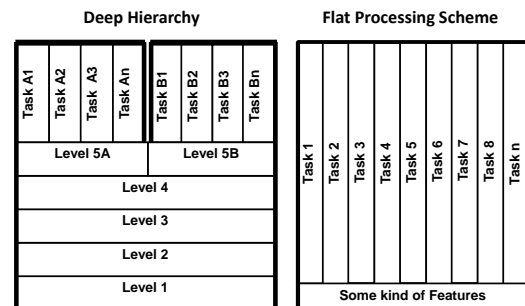 Deep Hierarchy
Task A1
Task A2
Task A3
Task An
Task B1
Task B2
Task B3
Task Bn
Level 5A
Level 5B
Level 4
Level 3
Level 2
Level 1
Flat Processing Scheme
Task 1
Task 2
Task 3
Task 4
Task 5
Task 6
Task 7
Task 8
Task n
Some kind of Features